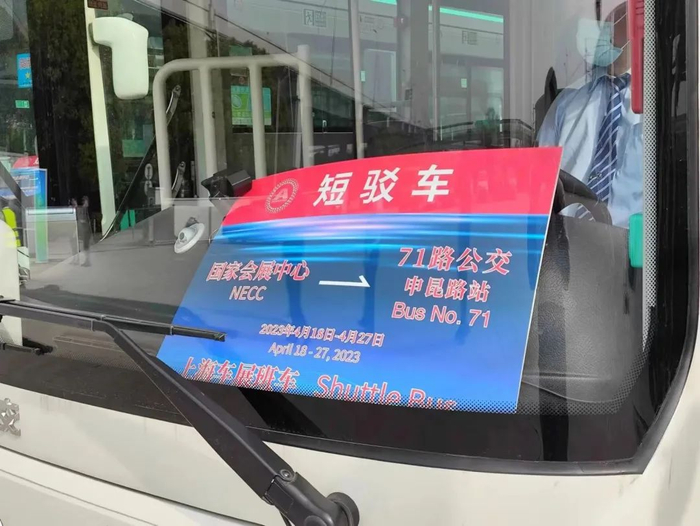 短驳车
国家会展中心
NECC
71路公交
申昆路站
Bus No. 71
2023年4月18日-4月27日
April 18 - 27, 2023
上海车展班车 Shuttle Bus